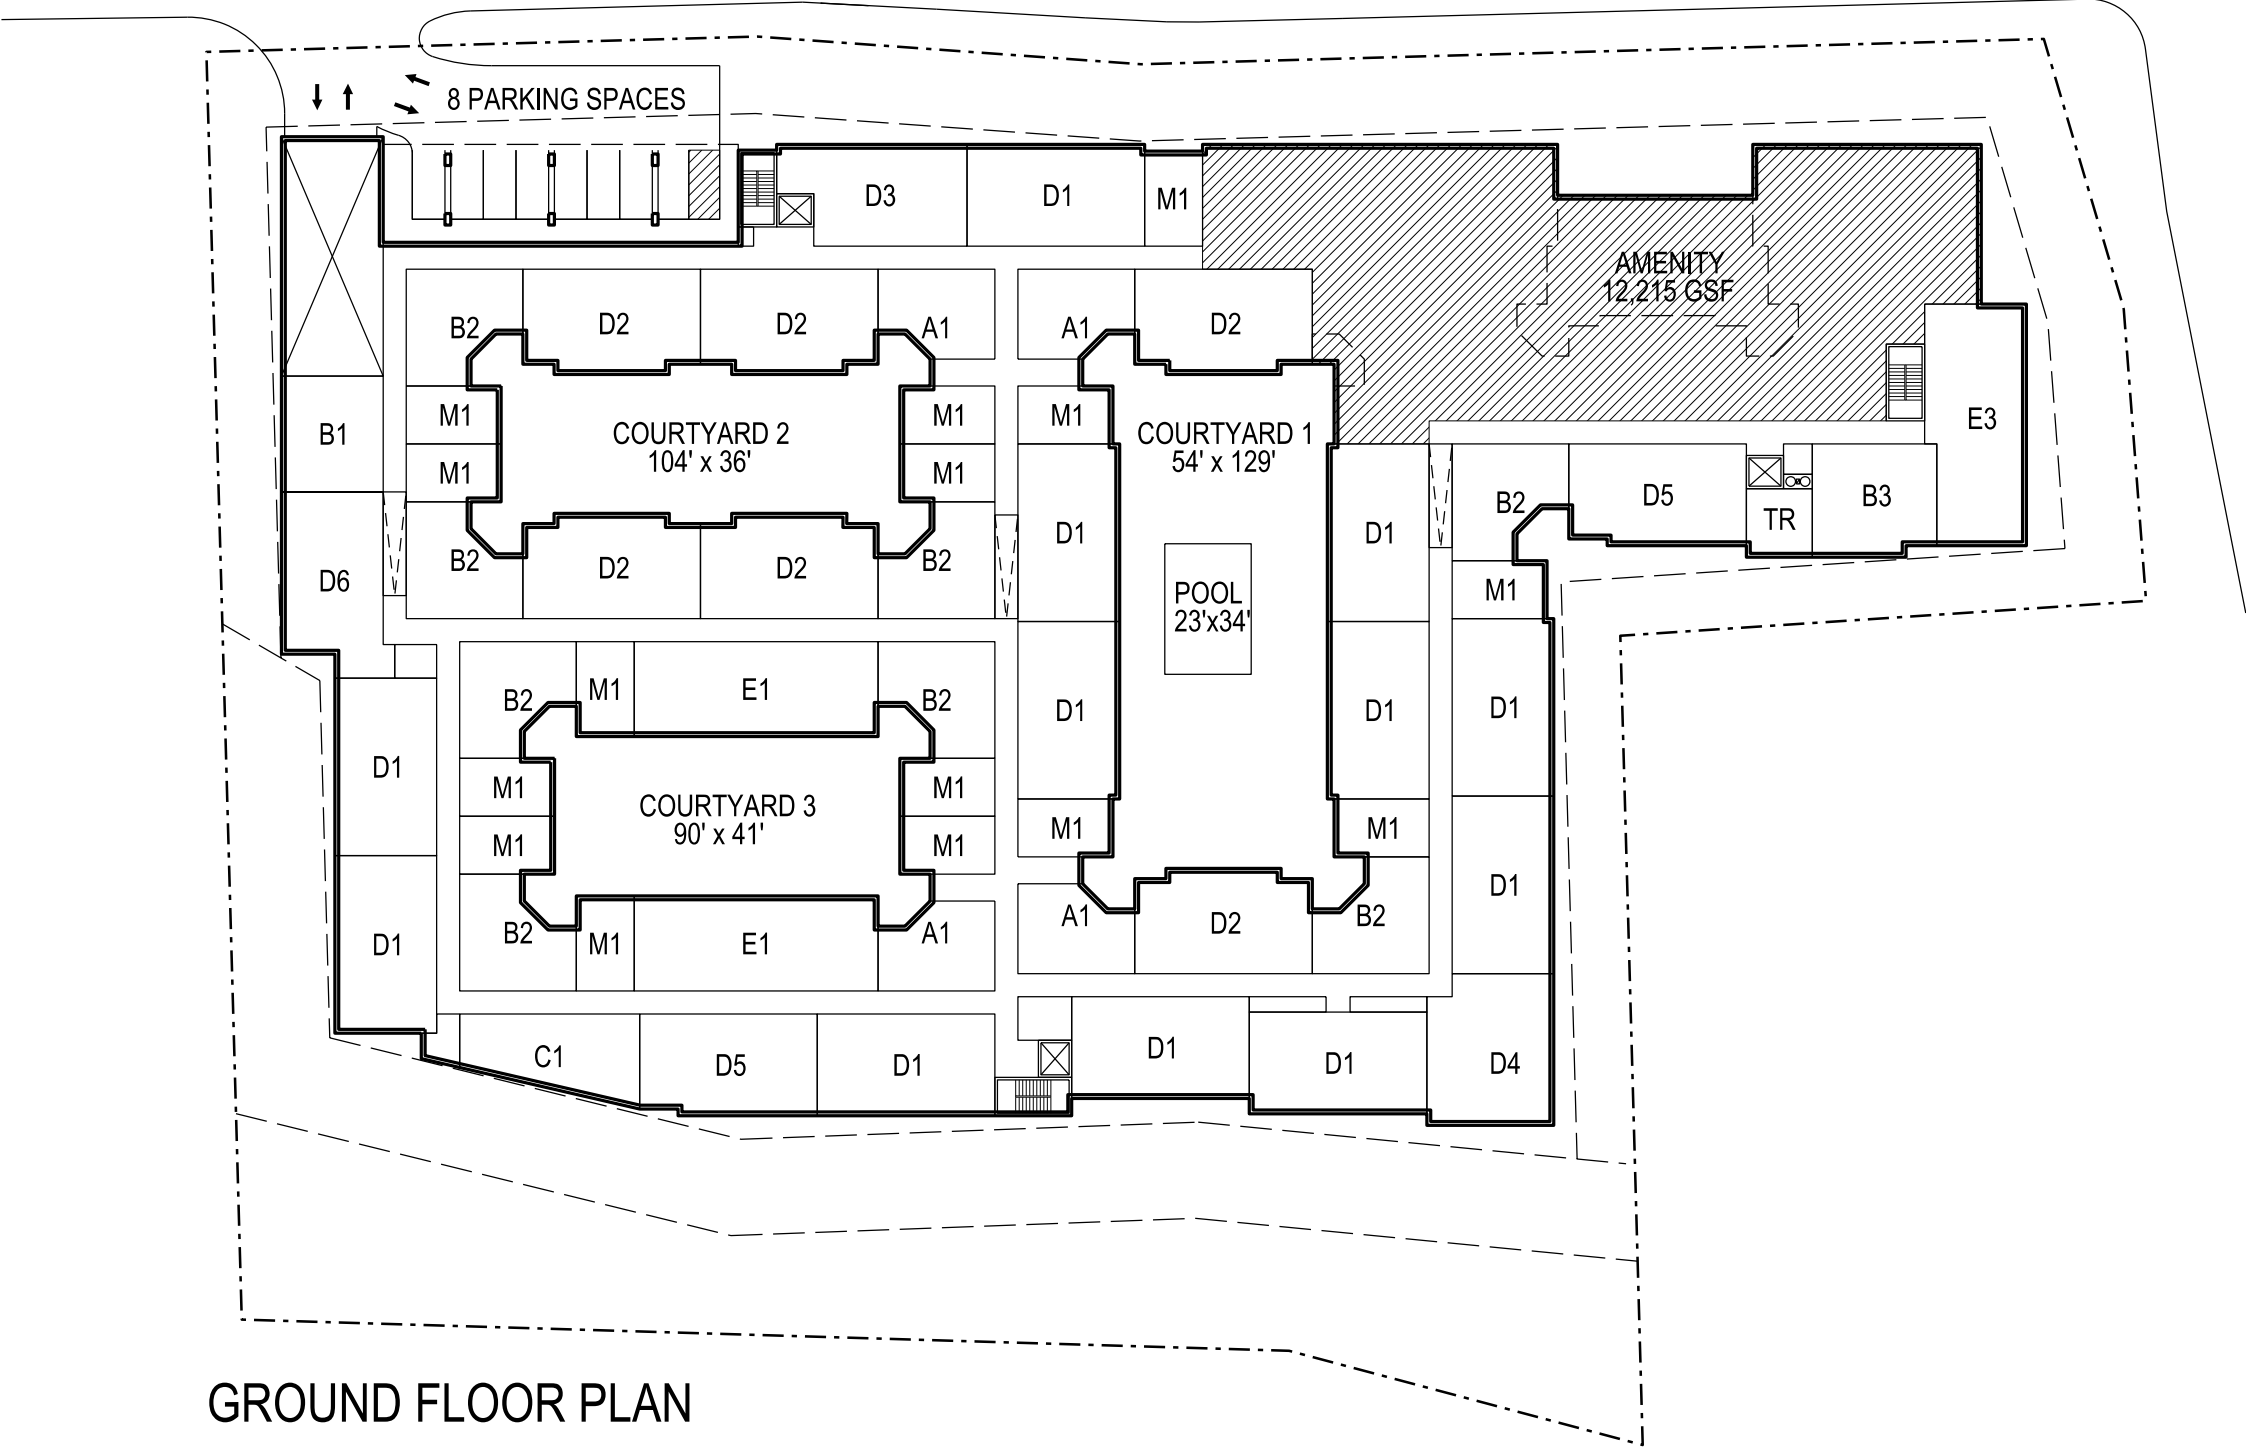 8 PARKING SPACES
D3
D1
M1
AMENITY
12,215 GSF
B2
D2
D2
A1
A1
D2
B1
M1
COURTYARD 2
104' x 36'
M1
M1
COURTYARD 1
54' x 129'
E3
M1
M1
B2
D5
B3
TR
D6
B2
D2
D2
B2
D1
D1
POOL
23'x34'
M1
B2
M1
E1
B2
D1
D1
D1
D1
M1
COURTYARD 3
90' x 41'
M1
M1
M1
M1
M1
D1
D1
B2
M1
E1
A1
A1
D2
B2
C1
D5
D1
D1
D1
D4
GROUND FLOOR PLAN